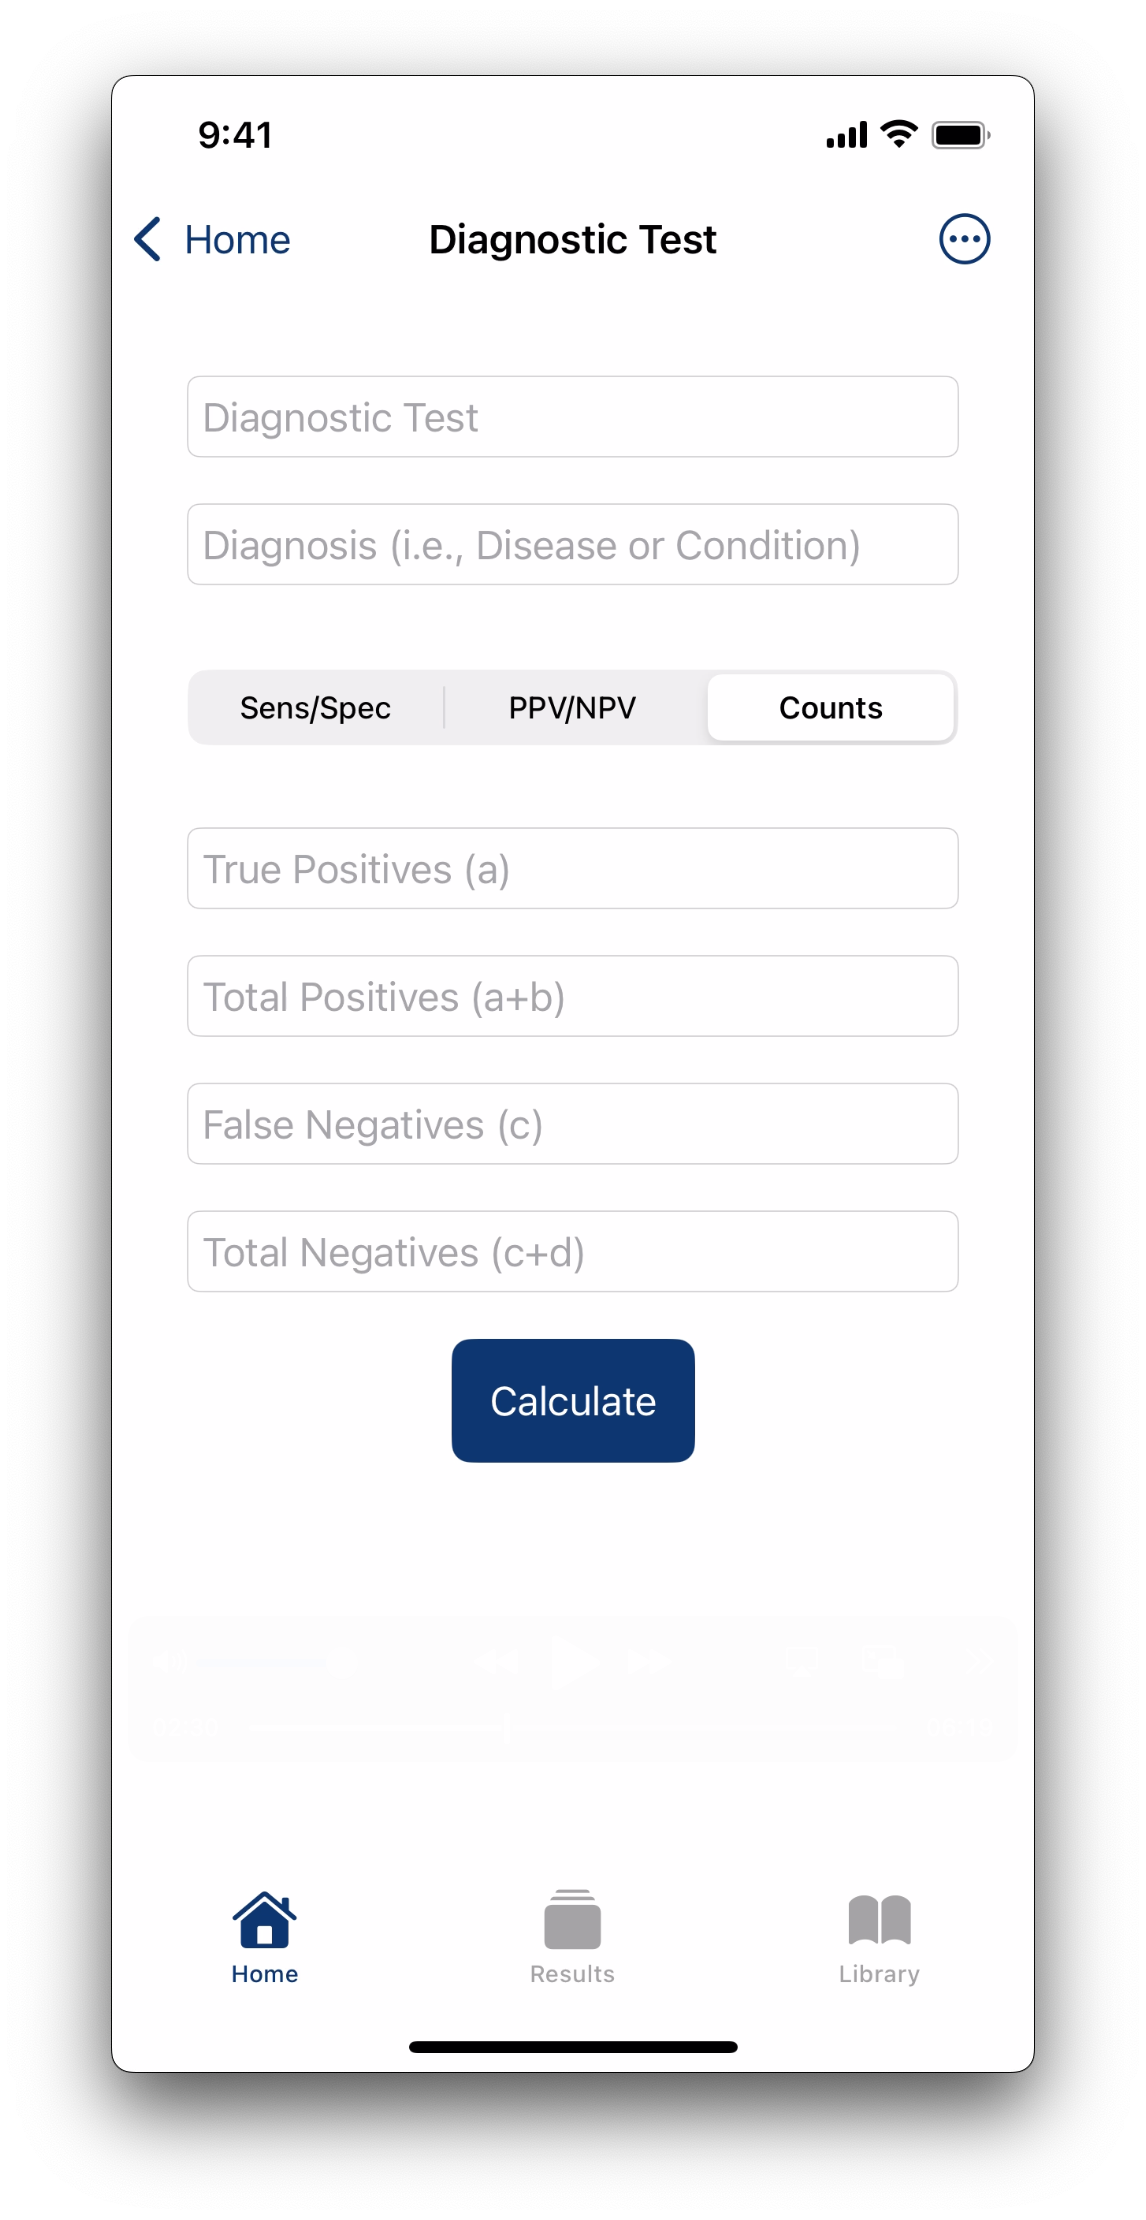 9:41
Home Diagnostic Test
Diagnostic Test
Diagnosis (i.e., Disease or Condition)
Sens/Spec PPV/NPV Counts
True Positives (a)
Total Positives (a+b)
False Negatives (c)
Total Negatives (c+d)
Calculate
Home Results Library